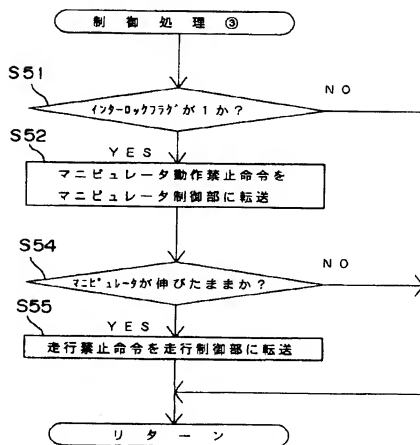 制御処理③
S51
NO
インターロックフラグが1か?
S52
YES
マニピュレータ動作禁止命令を
マニピュレータ制御部に転送
S54
NO
マニピュレータが伸びたままか?
S55
YES
走行禁止命令を走行制御部に転送
リターン